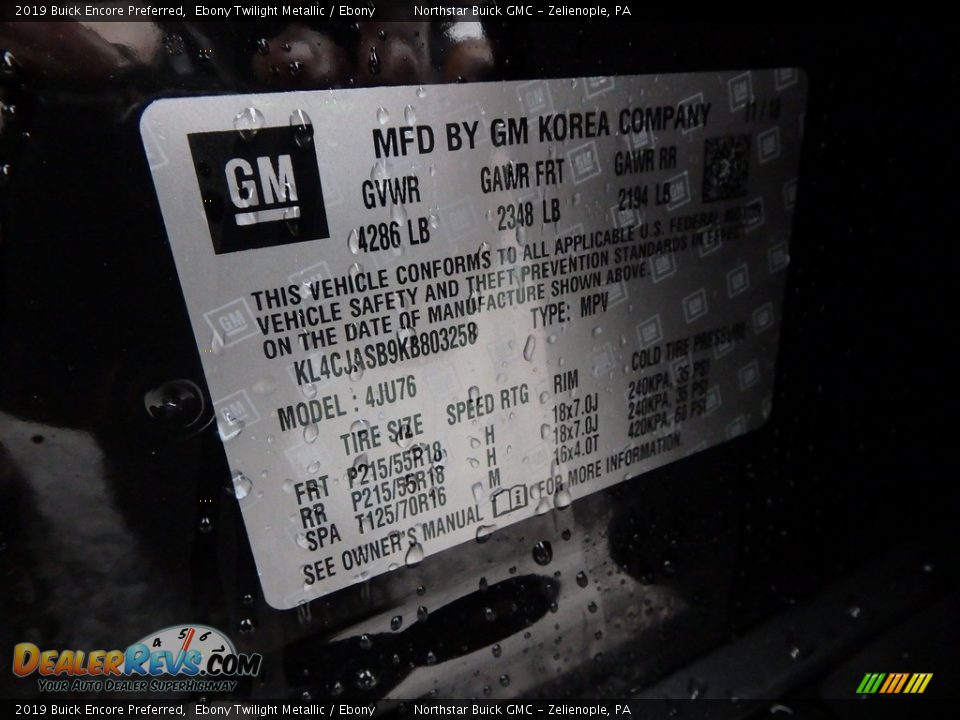 2019 Buick Encore Preferred, Ebony Twilight Metallic / Ebony Northstar Buick GMC - Zelienople, PA
MFD BY GM KOREA COMPANY 11 / 18
GM
GVWR GAWR FRT GAWR RR
4286 LB 2348 LB 2194 LB
THIS VEHICLE CONFORMS TO ALL APPLICABLE U.S. FEDERAL MOTOR
VEHICLE SAFETY AND THEFT PREVENTION STANDARDS IN EFFECT
ON THE DATE OF MANUFACTURE SHOWN ABOVE.
KL4CJASB9KB803258 TYPE: MPV
MODEL : 4JU76
TIRE SIZE SPEED RTG RIM COLD TIRE PRESSURE
FRT P215/55R18 H 18x7.0J 240KPA, 35 PSI
RR P215/55R18 H 18x7.0J 240KPA, 35 PSI
SPA T125/70R16 M 16x4.0T 420KPA, 60 PSI
SEE OWNER'S MANUAL FOR MORE INFORMATION.
4 5 6
DEALERREVS.COM
YOUR AUTO DEALER SUPERHIGHWAY
2019 Buick Encore Preferred, Ebony Twilight Metallic / Ebony Northstar Buick GMC - Zelienople, PA